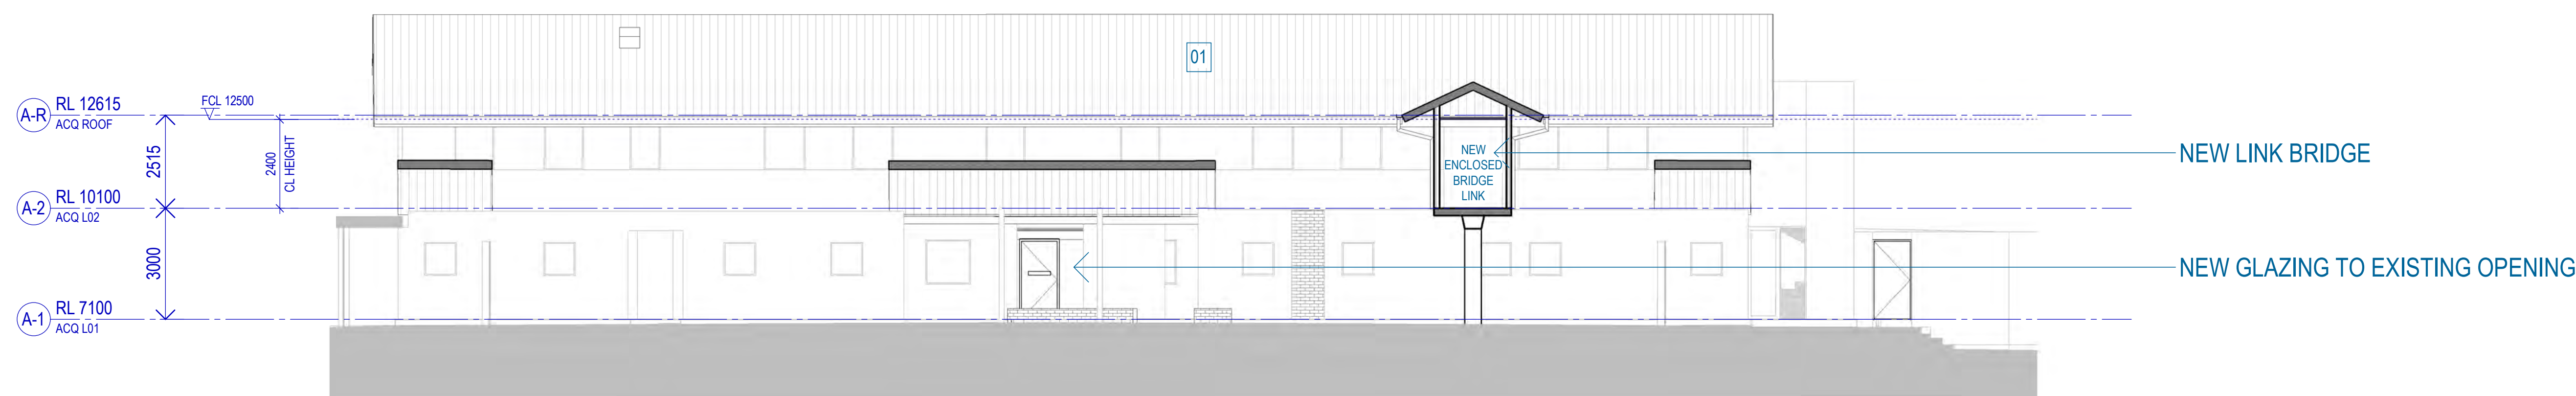 01
A-R
RL 12615
ACQ ROOF
FCL 12500
2515
2400
CL HEIGHT
NEW
ENCLOSED
BRIDGE
LINK
NEW LINK BRIDGE
A-2
RL 10100
ACQ L02
3000
NEW GLAZING TO EXISTING OPENING
A-1
RL 7100
ACQ L01